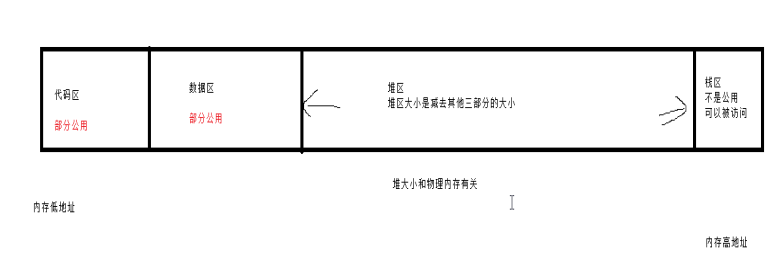 代码区
部分公用
数据区
部分公用
堆区
堆区大小是减去其他三部分的大小
栈区
不是公用
可以被访问
堆大小和物理内存有关
内存低地址
内存高地址